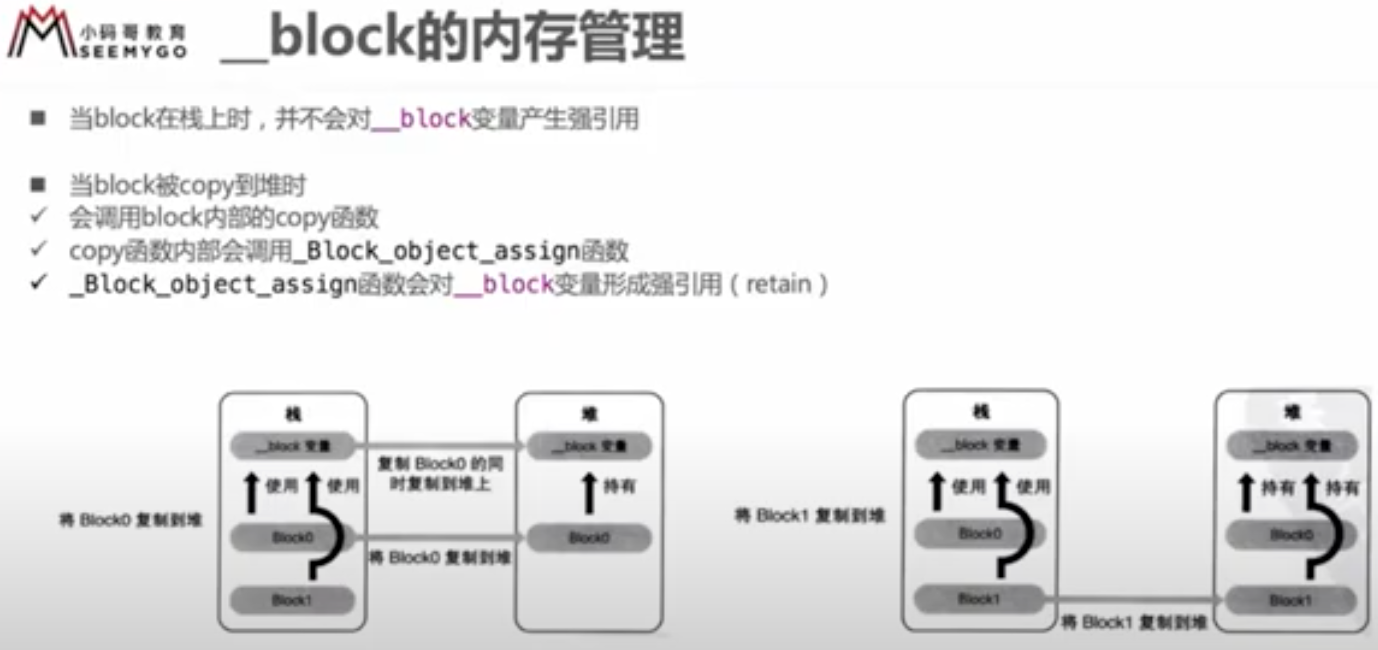 小码哥教育
SEEMYGO
__block的内存管理
■ 当block在栈上时，并不会对__block变量产生强引用
■ 当block被copy到堆时
✓ 会调用block内部的copy函数
✓ copy函数内部会调用_Block_object_assign函数
✓ _Block_object_assign函数会对__block变量形成强引用（retain）
将 Block0 复制到堆
栈
__block 变量
使用
使用
Block0
Block1
复制 Block0 的同
时复制到堆上
将 Block0 复制到堆
堆
__block 变量
持有
Block0
将 Block1 复制到堆
栈
__block 变量
使用
使用
Block0
Block1
将 Block1 复制到堆
堆
__block 变量
持有
持有
Block0
Block1